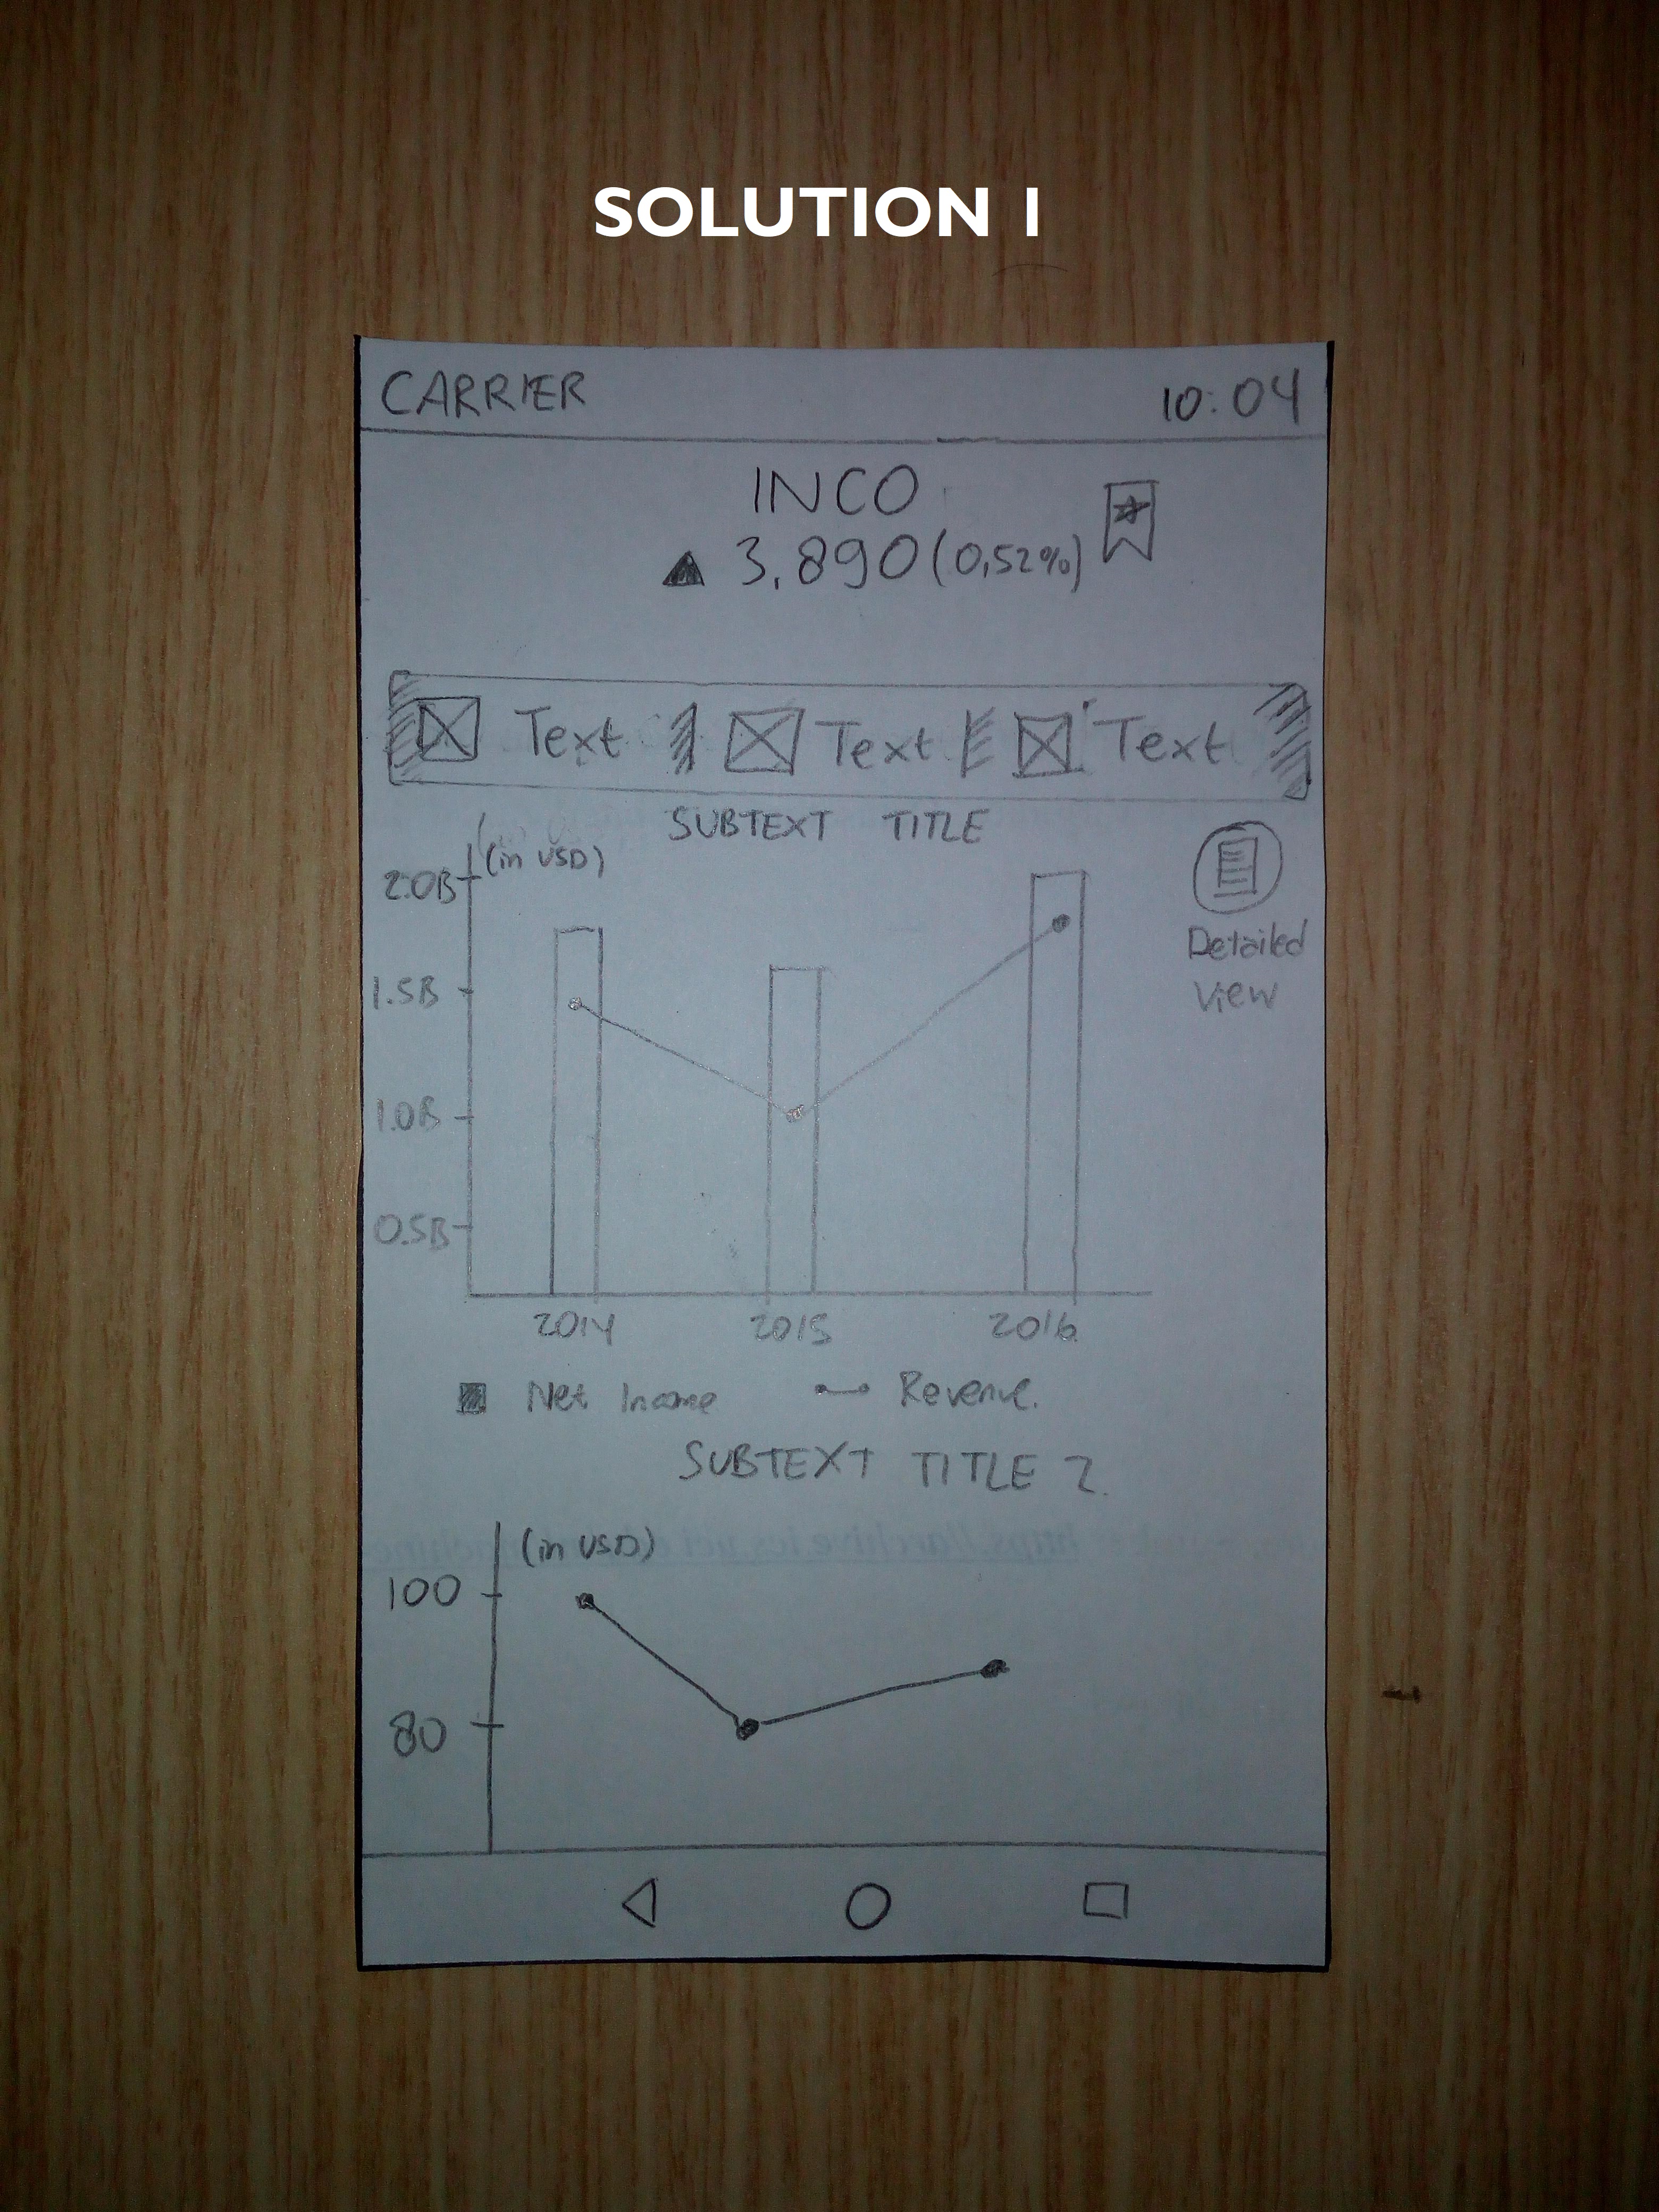 SOLUTION 1
CARRIER 10:04
INCO
▲ 3,890 (0,52%)
Text Text Text
SUBTEXT TITLE
(in USD)
2.0B
1.5B
1.0B
0.5B
Detailed
View
2014 2015 2016
Net Income Revenue.
SUBTEXT TITLE 2.
(in USD)
100
80